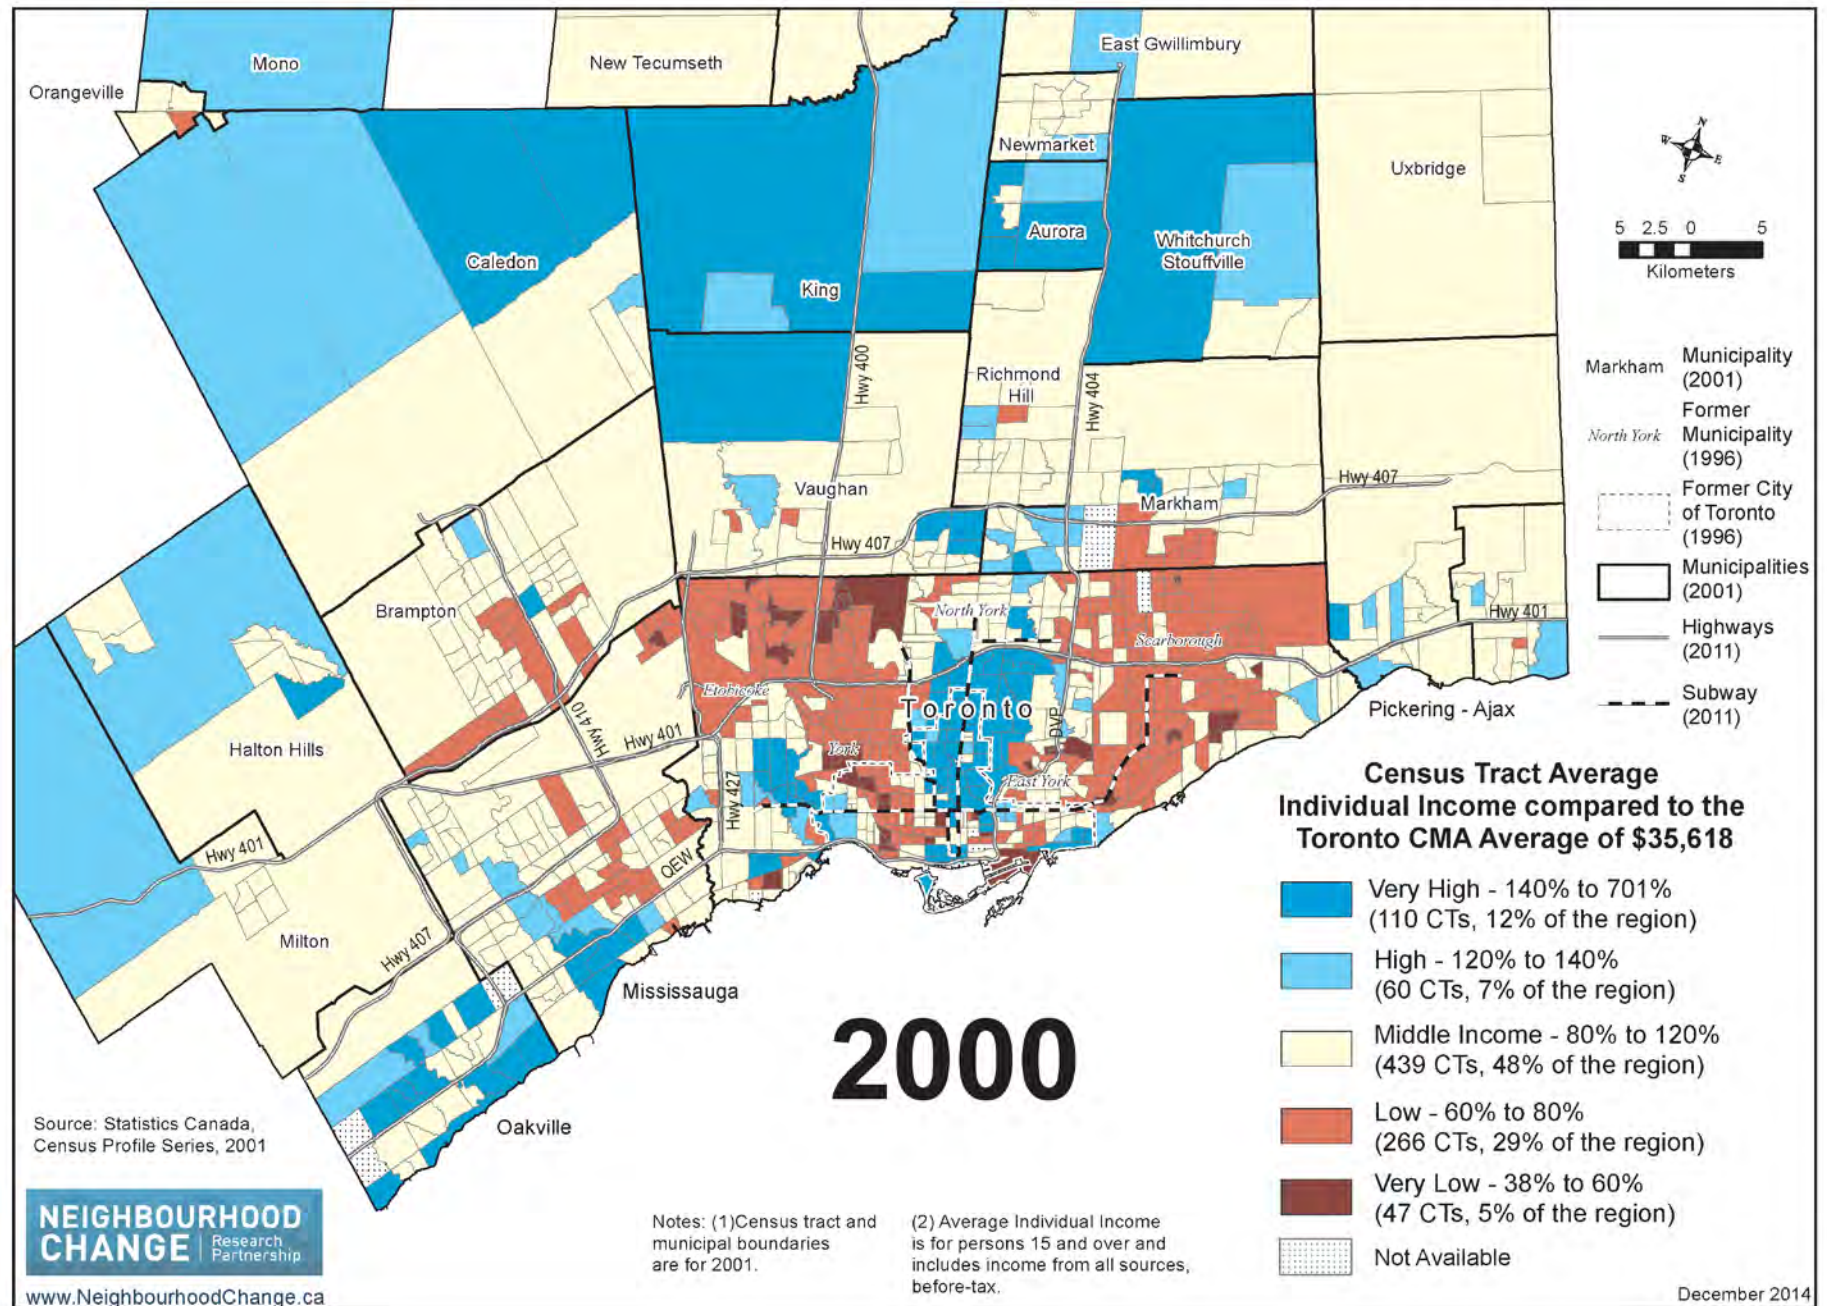 Mono
New Tecumseth
East Gwillimbury
Orangeville
Newmarket
Uxbridge
Aurora
Whitchurch
Stouffville
Caledon
King
N
W
E
S
5 2.5 0 5
Kilometers
Hwy 400
Richmond
Hill
Hwy 404
Vaughan
Markham
Hwy 407
Hwy 407
Brampton
North York
Scarborough
Hwy 401
Etobicoke
Toronto
Hwy 410
Hwy 401
DVP
York
East York
Pickering - Ajax
Halton Hills
Hwy 427
Hwy 401
QEW
Milton
Hwy 407
Mississauga
Oakville
Markham
Municipality
(2001)
North York
Former
Municipality
(1996)
Former City
of Toronto
(1996)
Municipalities
(2001)
Highways
(2011)
Subway
(2011)
Census Tract Average
Individual Income compared to the
Toronto CMA Average of $35,618
Very High - 140% to 701%
(110 CTs, 12% of the region)
High - 120% to 140%
(60 CTs, 7% of the region)
Middle Income - 80% to 120%
(439 CTs, 48% of the region)
Low - 60% to 80%
(266 CTs, 29% of the region)
Very Low - 38% to 60%
(47 CTs, 5% of the region)
Not Available
2000
Source: Statistics Canada,
Census Profile Series, 2001
NEIGHBOURHOOD
CHANGE
Research
Partnership
www.NeighbourhoodChange.ca
Notes: (1)Census tract and
municipal boundaries
are for 2001.
(2) Average Individual Income
is for persons 15 and over and
includes income from all sources,
before-tax.
December 2014